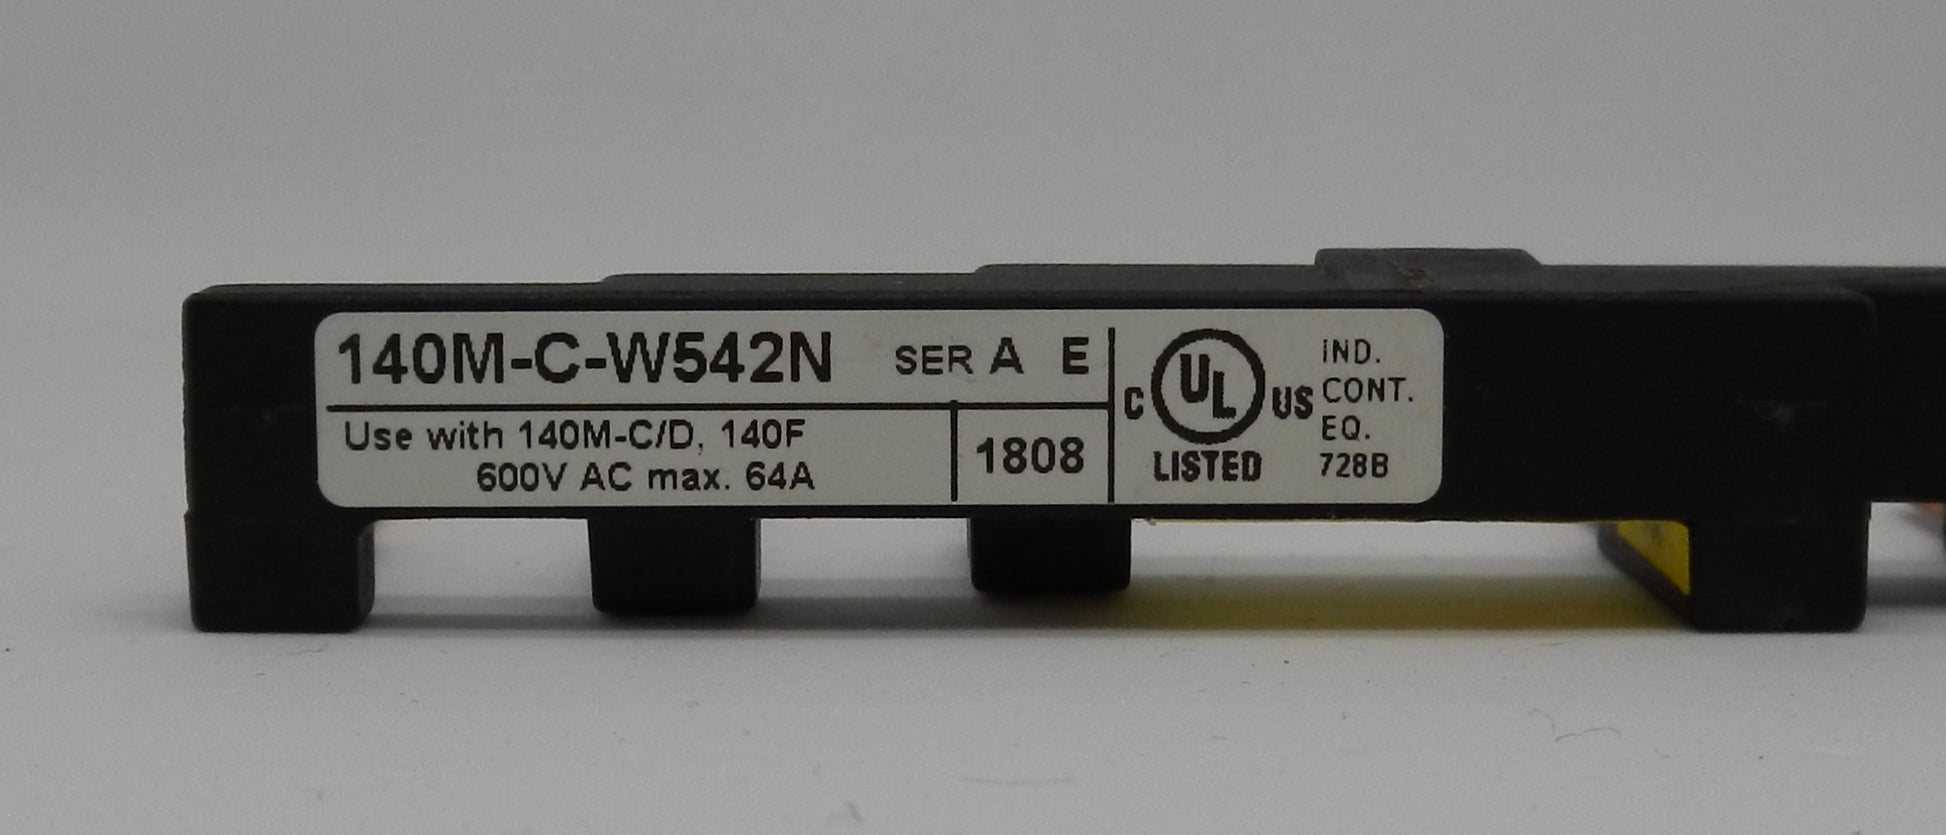 140M-C-W542N SER A E
Use with 140M-C/D, 140F
600V AC max. 64A
1808
C UL US
LISTED
IND.
CONT.
EQ.
728B